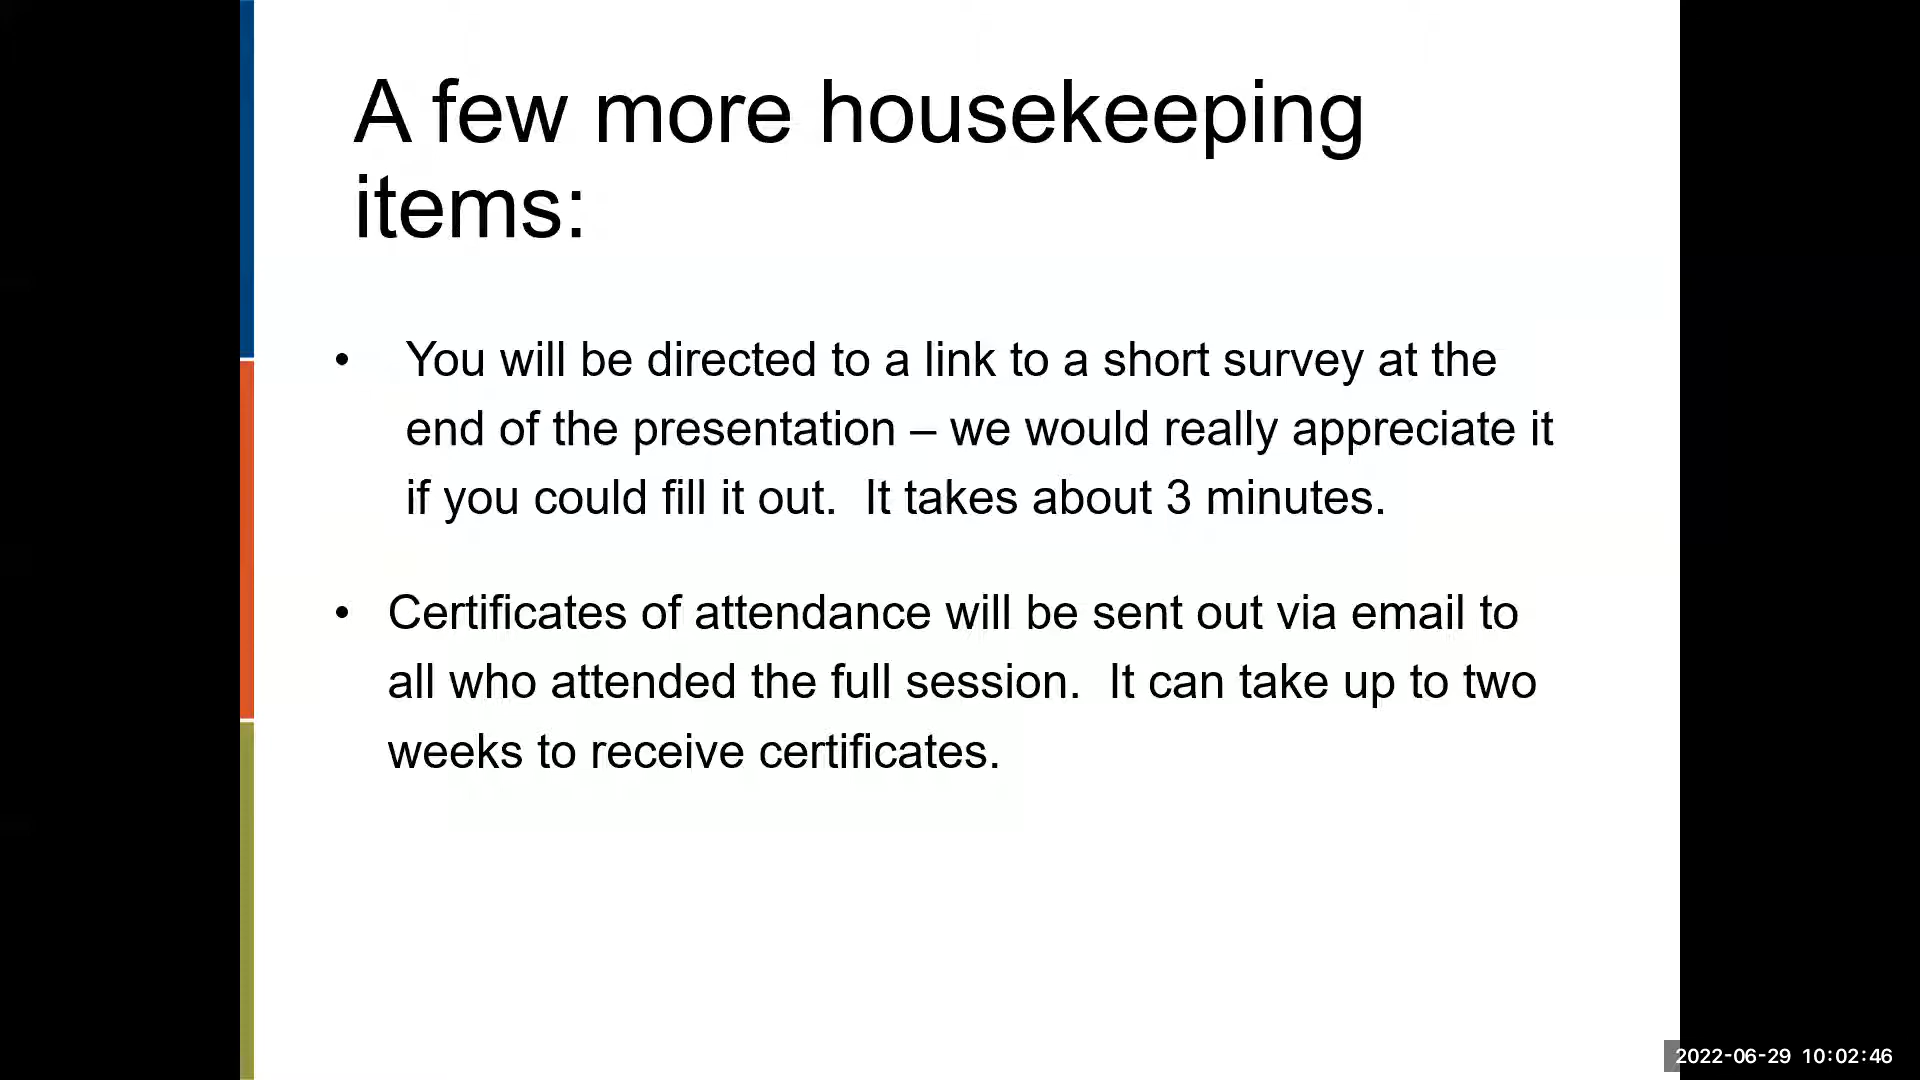 A few more housekeeping
items:
• You will be directed to a link to a short survey at the
end of the presentation – we would really appreciate it
if you could fill it out.  It takes about 3 minutes.
• Certificates of attendance will be sent out via email to
all who attended the full session.  It can take up to two
weeks to receive certificates.
2022-06-29 10:02:46